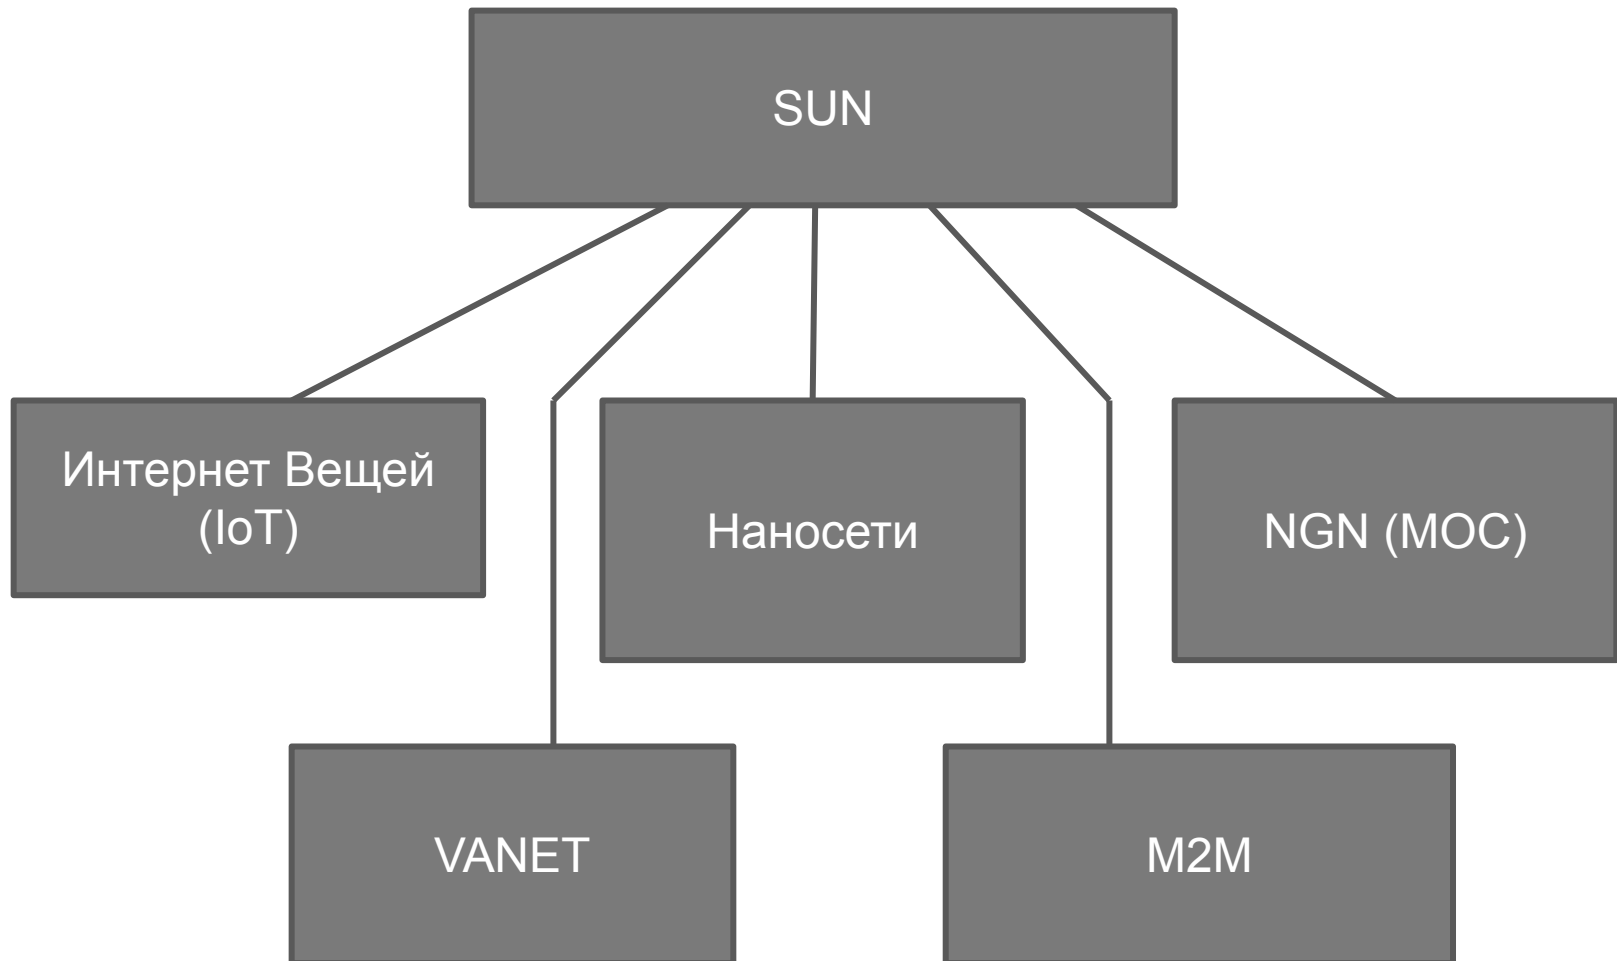 SUN
Интернет Вещей
(IoT)
Наносети
NGN (МОС)
VANET
M2M